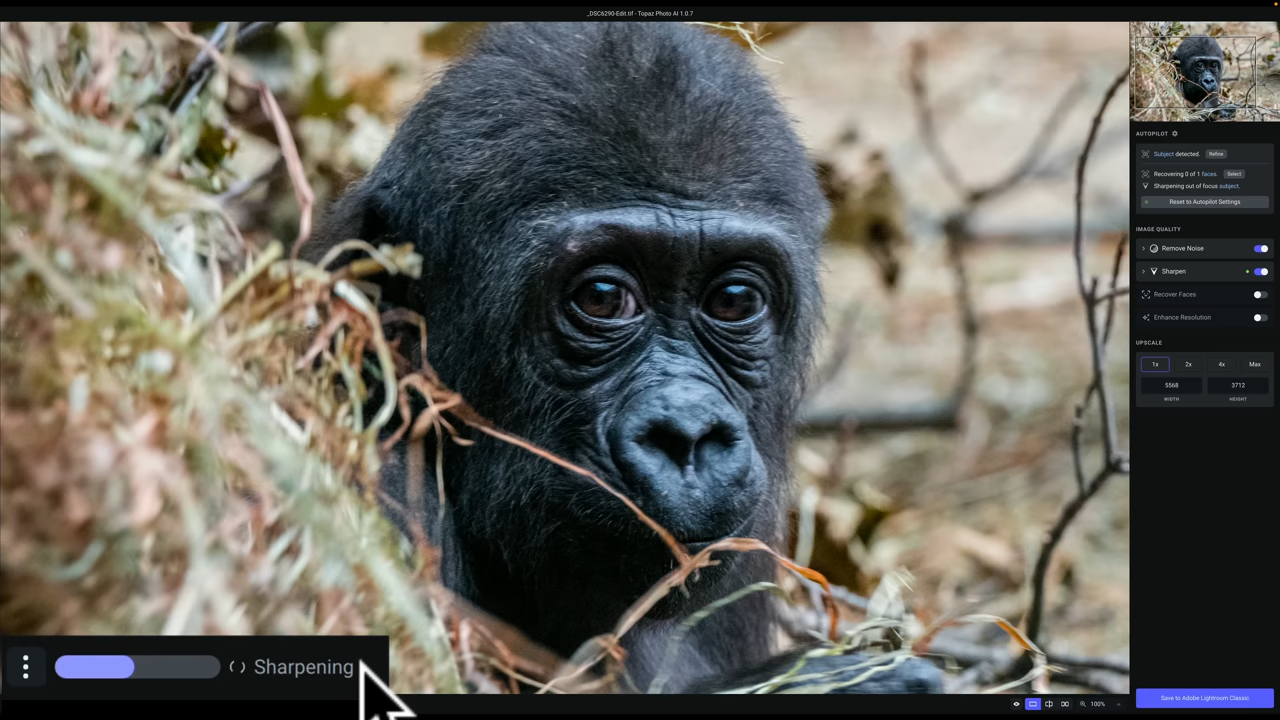 _DSC6290-Edit.tif - Topaz Photo AI 1.0.7
AUTOPILOT
Subject detected. Refine
Recovering 0 of 1 faces. Select
Sharpening out of focus subject.
Reset to Autopilot Settings
IMAGE QUALITY
Remove Noise
Sharpen
Recover Faces
Enhance Resolution
UPSCALE
1x 2x 4x Max
5568 3712
WIDTH HEIGHT
Sharpening
100%
Save to Adobe Lightroom Classic